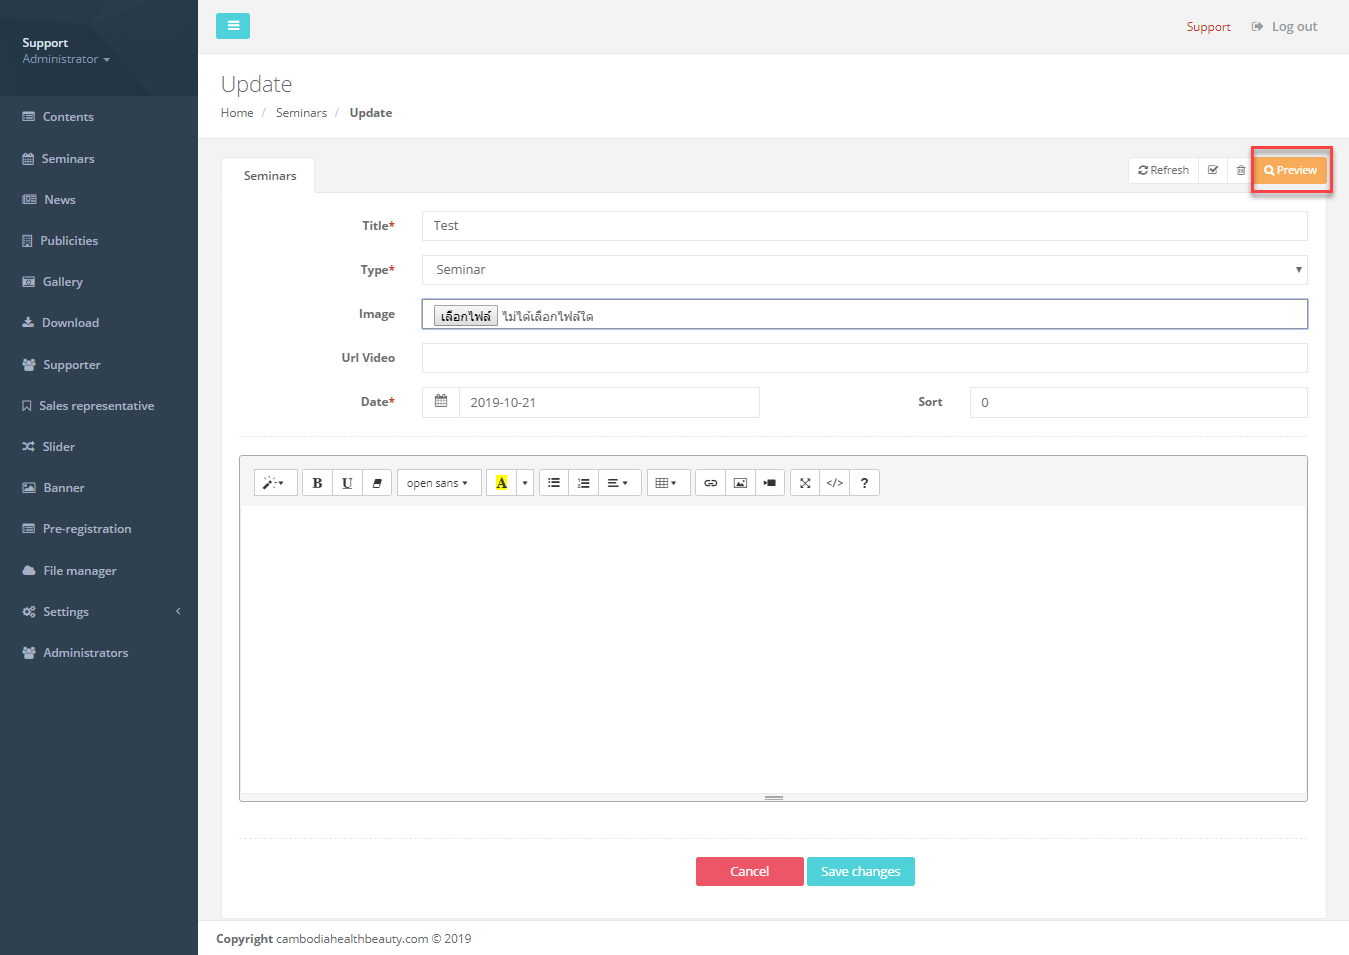 Support
Administrator
Contents
Seminars
News
Publicities
Gallery
Download
Supporter
Sales representative
Slider
Banner
Pre-registration
File manager
Settings
Administrators
Support Log out
Update
Home / Seminars / Update
Seminars
Refresh Preview
Title* Test
Type* Seminar
Image เลือกไฟล์ ไม่ได้เลือกไฟล์ใด
Url Video
Date* 2019-10-21 Sort 0
B U open sans A </> ?
Cancel Save changes
Copyright cambodiahealthbeauty.com © 2019